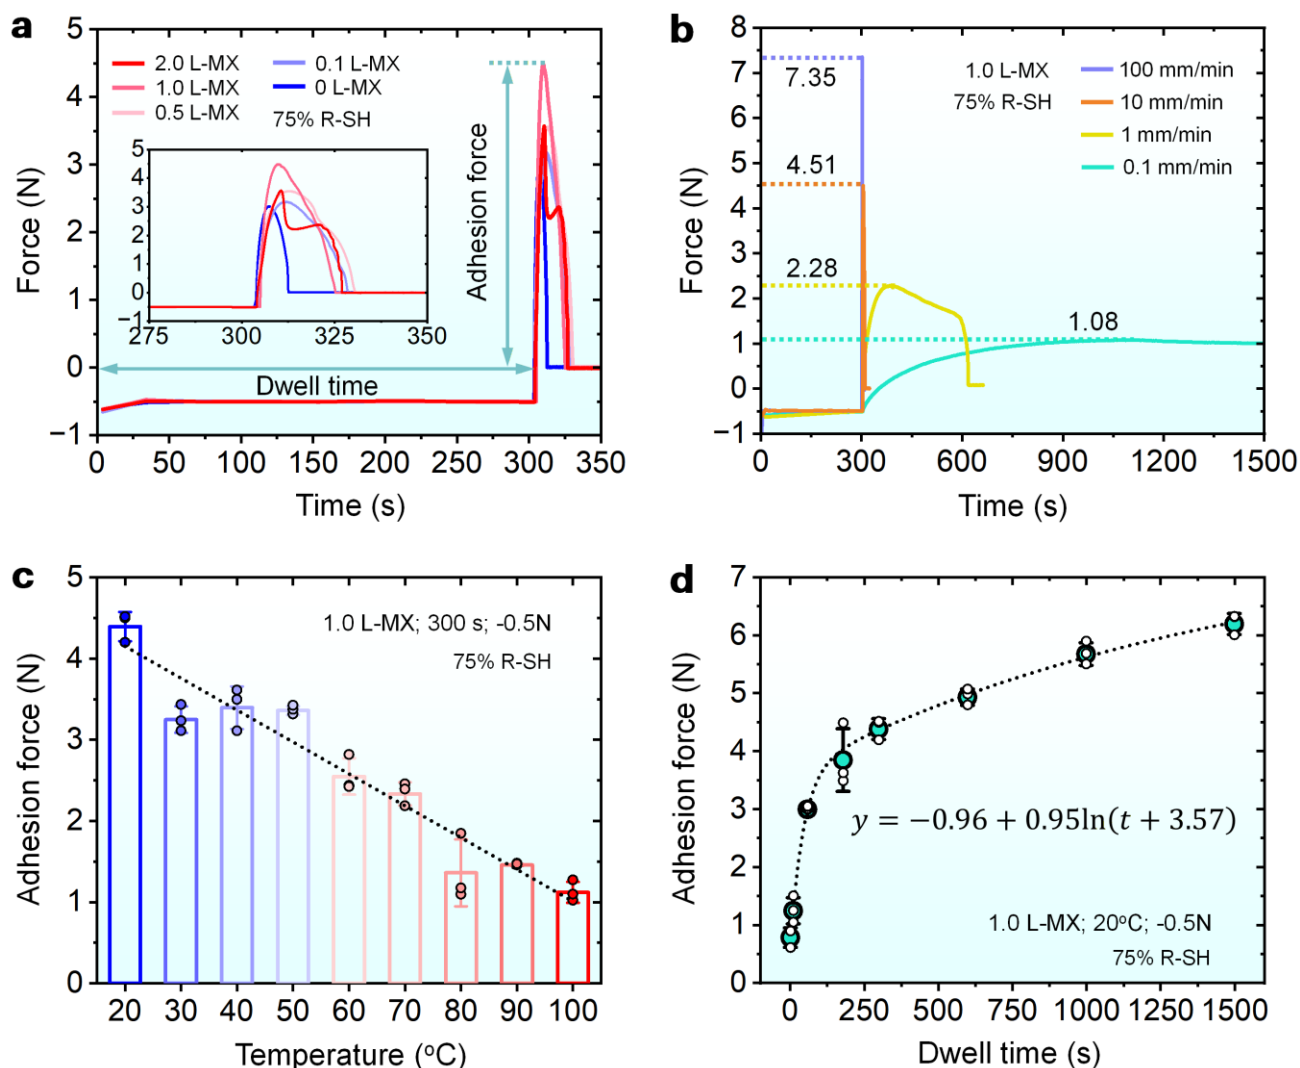 a
5
4
3
2
1
0
−1
Force (N)
2.0 L-MX
1.0 L-MX
0.5 L-MX
0.1 L-MX
0 L-MX
75% R-SH
5
4
3
2
1
0
−1
275 300 325 350
Adhesion force
Dwell time
0 50 100 150 200 250 300 350
Time (s)
b
8
7
6
5
4
3
2
1
0
−1
Force (N)
7.35
4.51
2.28
1.08
1.0 L-MX
75% R-SH
100 mm/min
10 mm/min
1 mm/min
0.1 mm/min
0 300 600 900 1200 1500
Time (s)
c
5
4
3
2
1
0
Adhesion force (N)
1.0 L-MX; 300 s; -0.5N
75% R-SH
20 30 40 50 60 70 80 90 100
Temperature (°C)
d
7
6
5
4
3
2
1
0
Adhesion force (N)
y = −0.96 + 0.95ln(t + 3.57)
1.0 L-MX; 20°C; -0.5N
75% R-SH
0 250 500 750 1000 1250 1500
Dwell time (s)